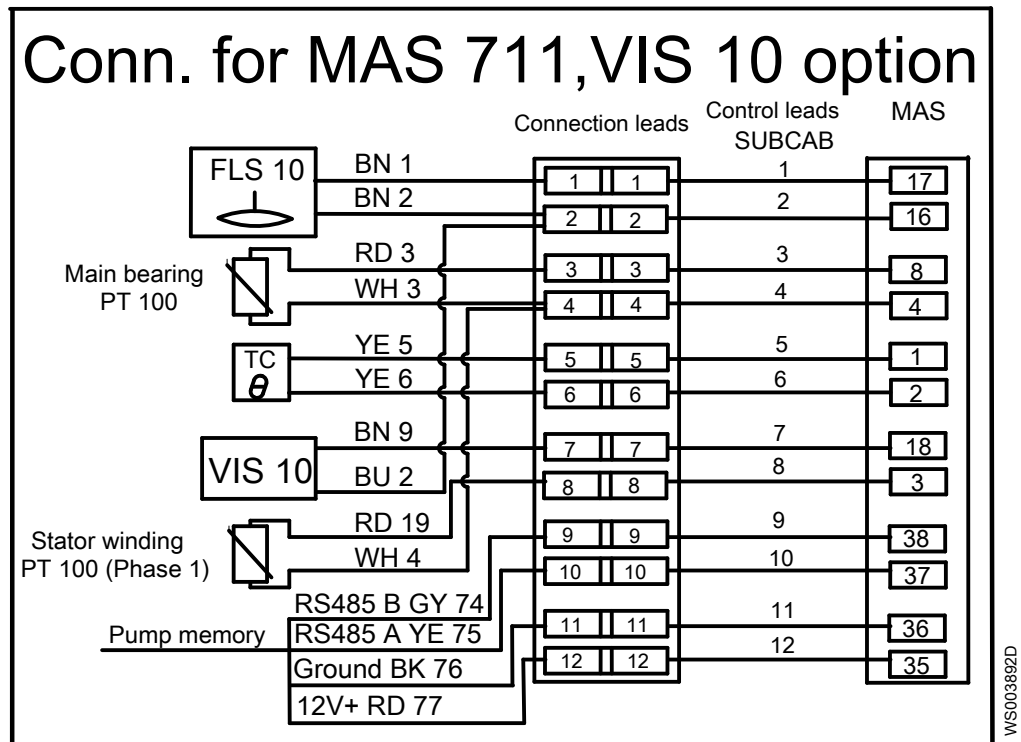 Conn. for MAS 711,VIS 10 option
Connection leads
Control leads
SUBCAB
MAS
FLS 10
BN 1
1 1
1
17
BN 2
2 2
2
16
Main bearing
PT 100
RD 3
3 3
3
8
WH 3
4 4
4
4
TC
θ
YE 5
5 5
5
1
YE 6
6 6
6
2
VIS 10
BN 9
7 7
7
18
BU 2
8 8
8
3
Stator winding
PT 100 (Phase 1)
RD 19
9 9
9
38
WH 4
10 10
10
37
Pump memory
RS485 B GY 74
RS485 A YE 75
11 11
11
36
Ground BK 76
12 12
12
35
12V+ RD 77
WS003892D